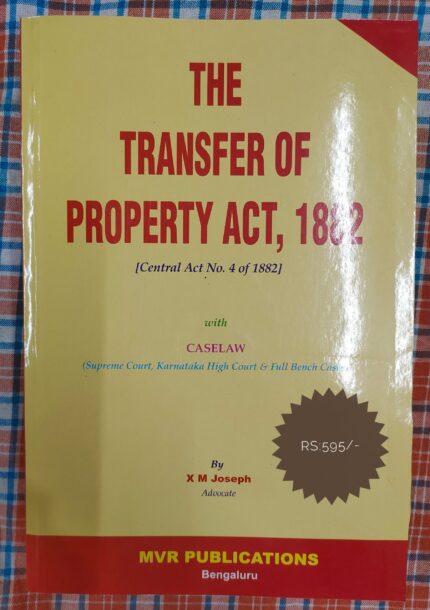 THE
TRANSFER OF
PROPERTY ACT, 1882
[Central Act No. 4 of 1882]
with
CASELAW
(Supreme Court, Karnataka High Court & Full Bench Cases)
RS:595/-
By
X M Joseph
Advocate
MVR PUBLICATIONS
Bengaluru